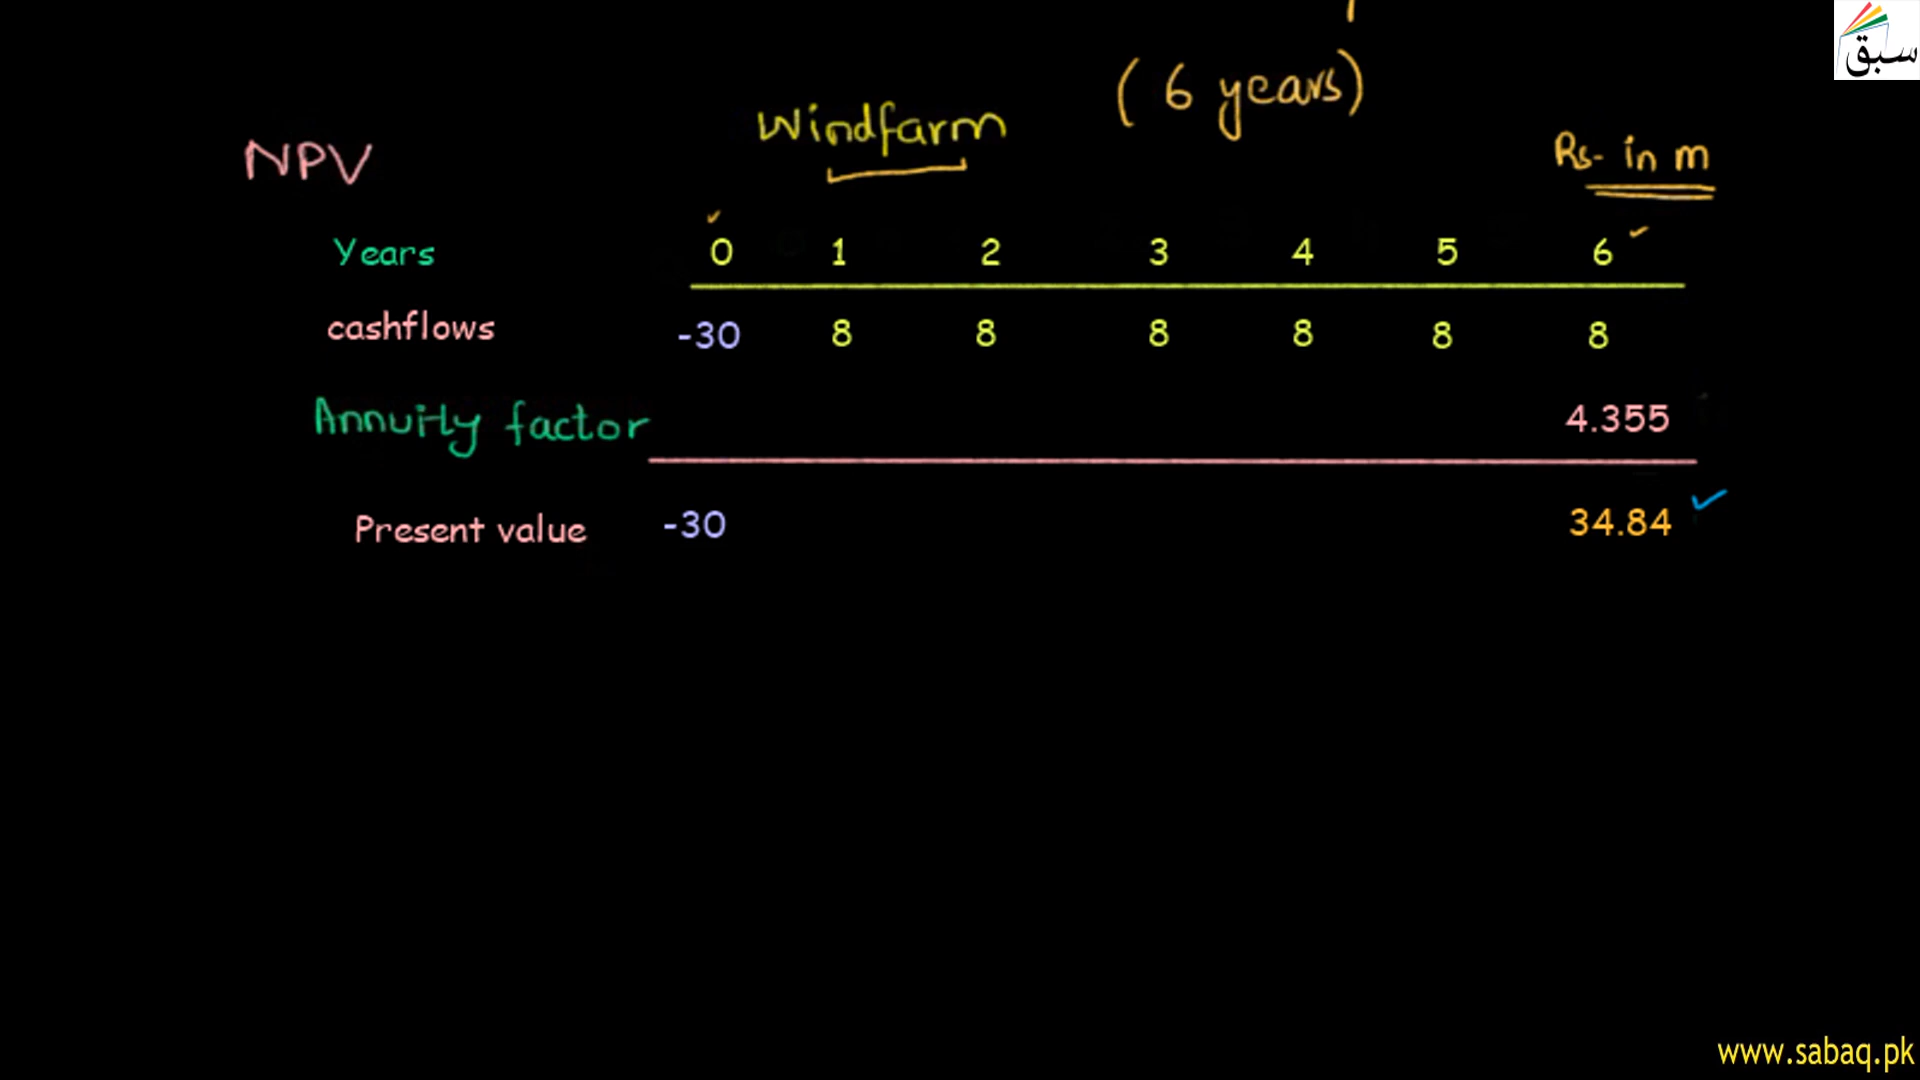 سبق
( 6 years)
Windfarm
NPV
Rs- in m
Years 0 1 2 3 4 5 6
cashflows -30 8 8 8 8 8 8
Annuity factor 4.355
Present value -30 34.84
www.sabaq.pk